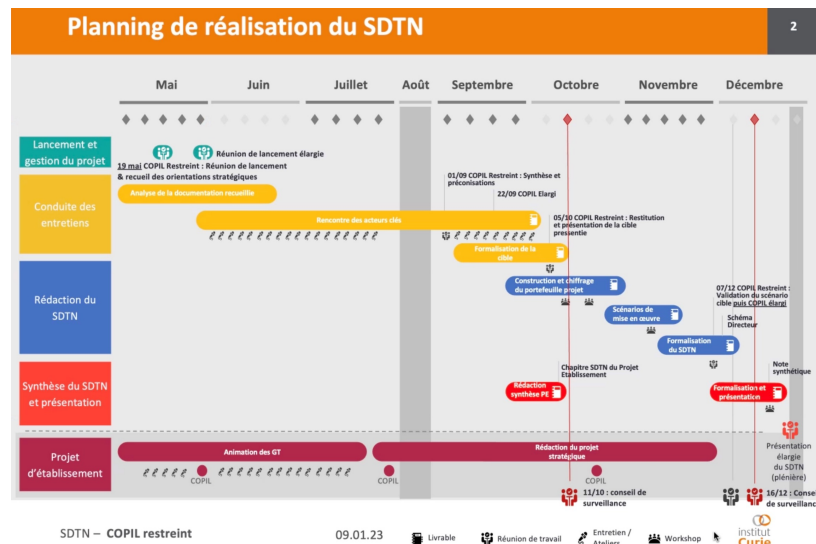 Planning de réalisation du SDTN
2
Mai
Juin
Juillet
Août
Septembre
Octobre
Novembre
Décembre
Lancement et
gestion du projet
Réunion de lancement élargie
19 mai COPIL Restreint : Réunion de lancement
& recueil des orientations stratégiques
01/09 COPIL Restreint : Synthèse et
préconisations
22/09 COPIL Elargi
Conduite des
entretiens
Analyse de la documentation recueillie
Rencontre des acteurs clés
05/10 COPIL Restreint : Restitution
et présentation de la cible
pressentie
Formalisation de la
cible
Rédaction du
SDTN
Construction et chiffrage
du portefeuille projet
Scénarios de
mise en œuvre
07/12 COPIL Restreint :
Validation du scénario
cible puis COPIL élargi
Schéma
Directeur
Formalisation
du SDTN
Synthèse du SDTN
et présentation
Chapitre SDTN du Projet
Etablissement
Rédaction
synthèse PE
Note
synthétique
Formalisation et
présentation
Projet
d'établissement
Animation des GT
Rédaction du projet
stratégique
Présentation
élargie
du SDTN
(plénière)
COPIL
COPIL
COPIL
11/10 : conseil de
surveillance
16/12 : Conse
de surveillanc
SDTN – COPIL restreint
09.01.23
Livrable
Réunion de travail
Entretien /
Ateliers
Workshop
institut
Curie